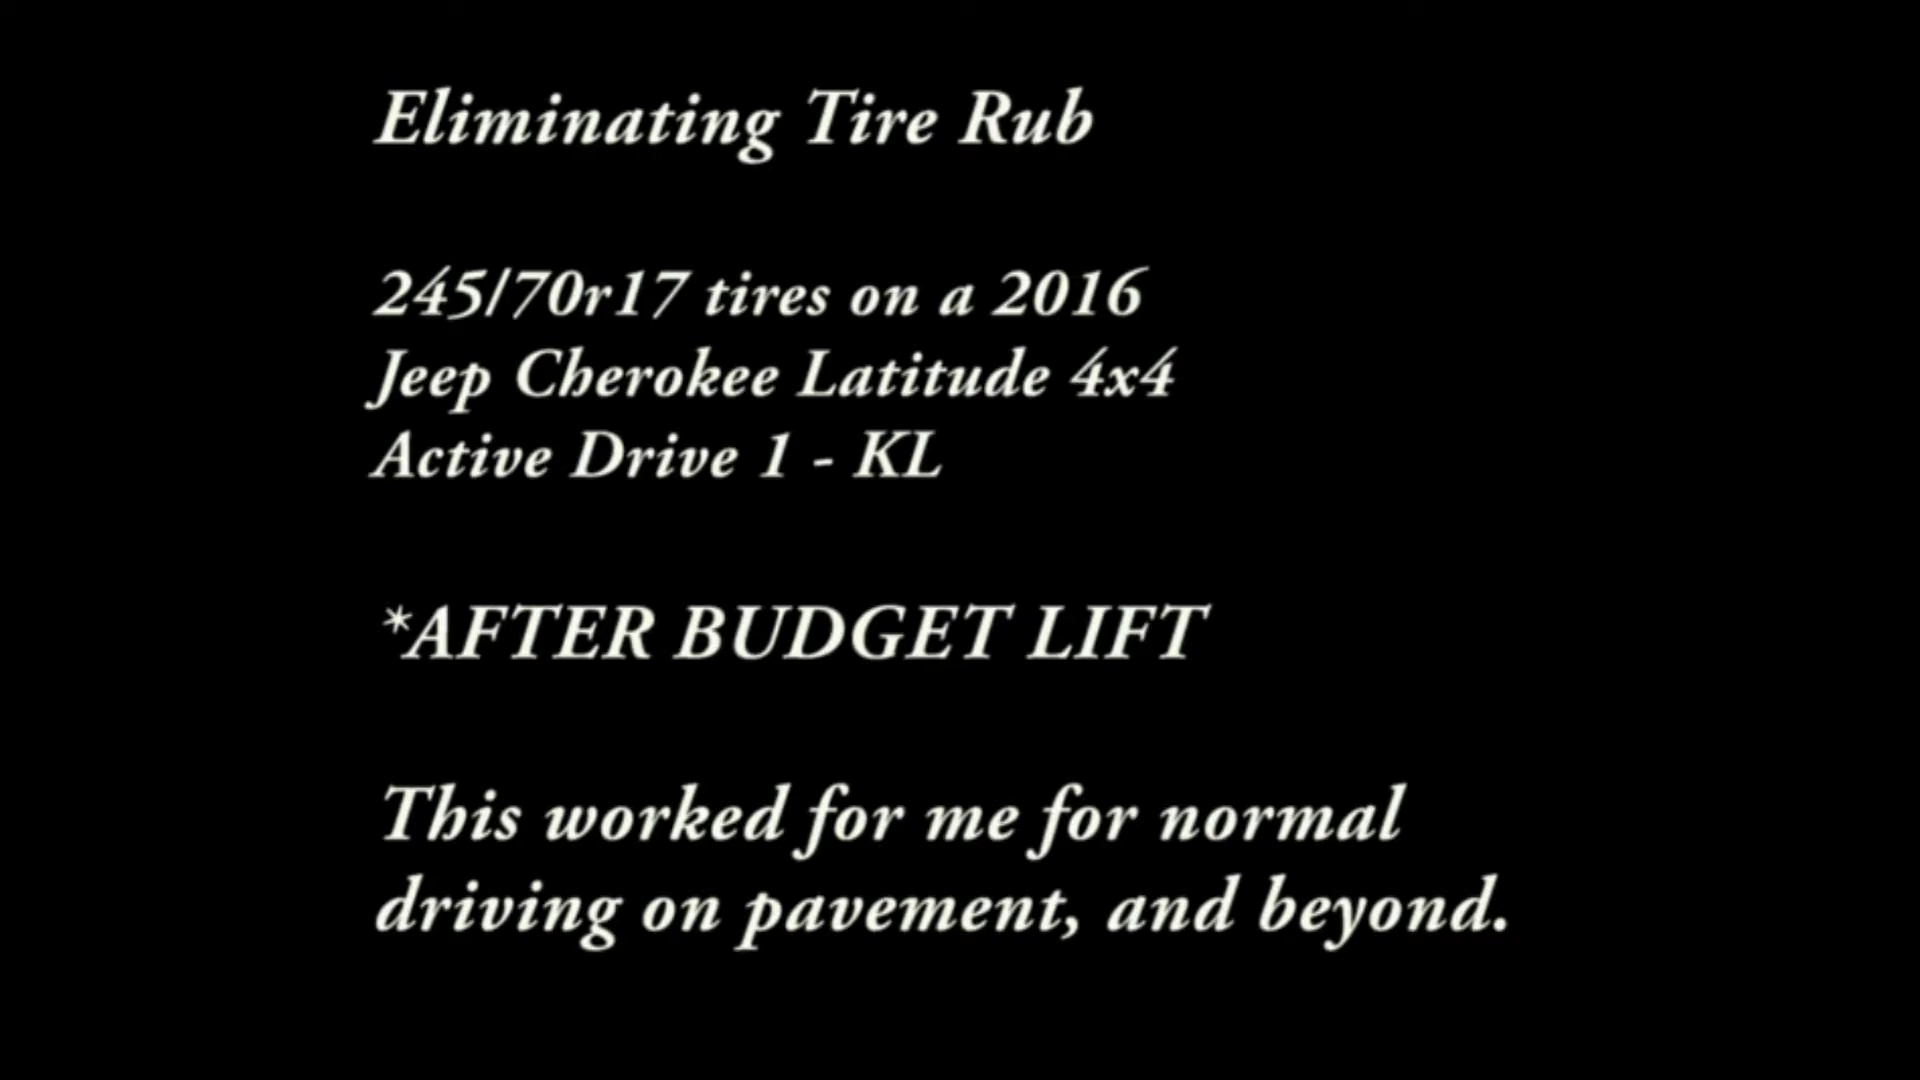 Eliminating Tire Rub
245/70r17 tires on a 2016
Jeep Cherokee Latitude 4x4
Active Drive 1 - KL
*AFTER BUDGET LIFT
This worked for me for normal
driving on pavement, and beyond.